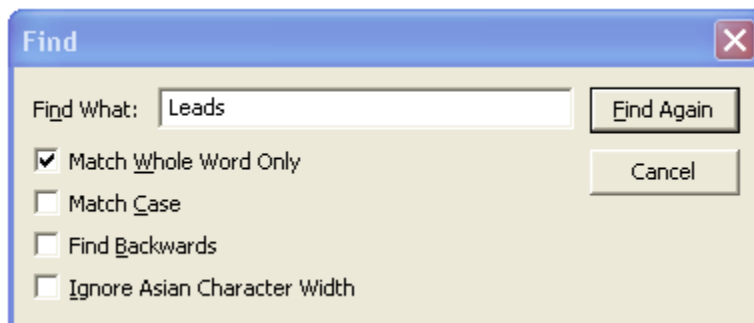 Find
Find What: Leads Find Again
Match Whole Word Only
Cancel
Match Case
Find Backwards
Ignore Asian Character Width